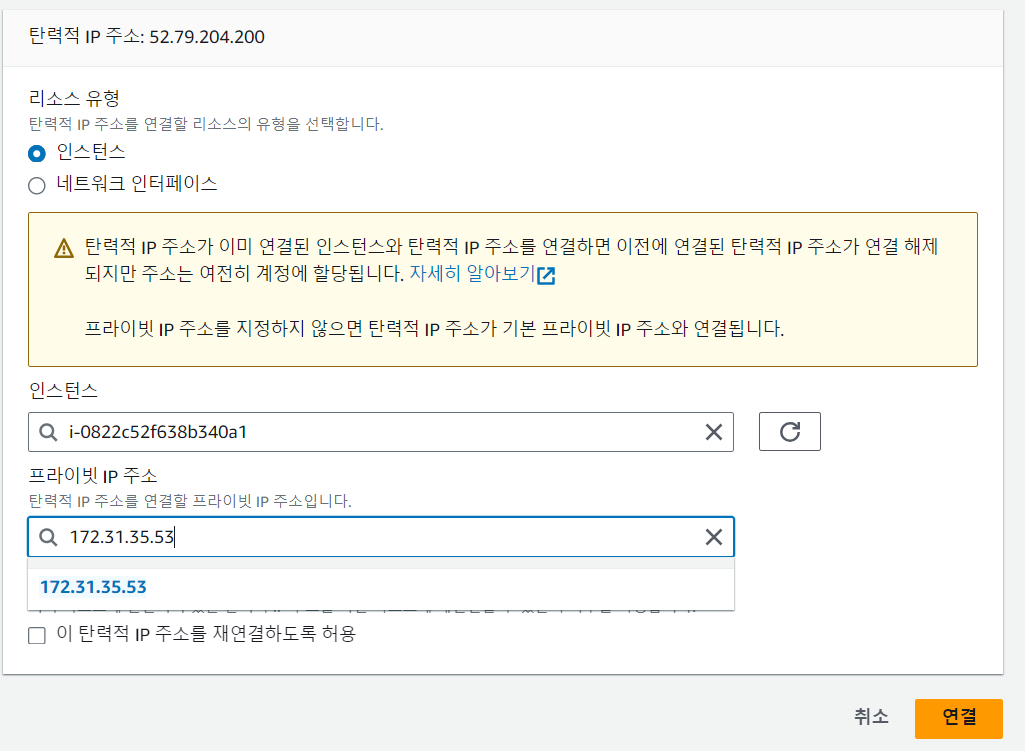 탄력적 IP 주소: 52.79.204.200
리소스 유형
탄력적 IP 주소를 연결할 리소스의 유형을 선택합니다.
인스턴스
네트워크 인터페이스
탄력적 IP 주소가 이미 연결된 인스턴스와 탄력적 IP 주소를 연결하면 이전에 연결된 탄력적 IP 주소가 연결 해제
되지만 주소는 여전히 계정에 할당됩니다. 자세히 알아보기
프라이빗 IP 주소를 지정하지 않으면 탄력적 IP 주소가 기본 프라이빗 IP 주소와 연결됩니다.
인스턴스
i-0822c52f638b340a1
프라이빗 IP 주소
탄력적 IP 주소를 연결할 프라이빗 IP 주소입니다.
172.31.35.53
172.31.35.53
이 탄력적 IP 주소를 재연결하도록 허용
취소
연결